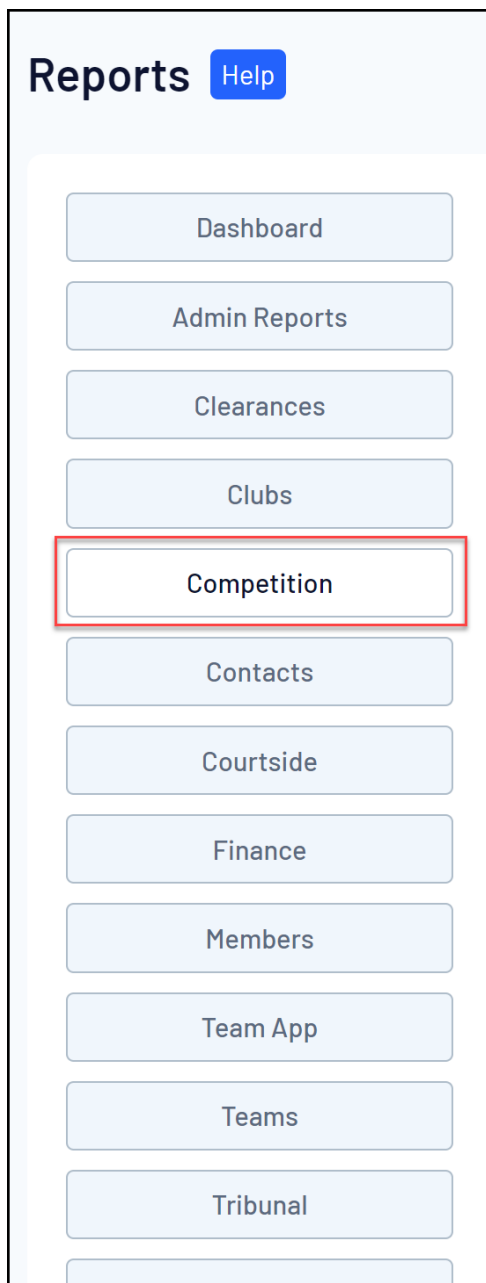 Reports Help
Dashboard
Admin Reports
Clearances
Clubs
Competition
Contacts
Courtside
Finance
Members
Team App
Teams
Tribunal